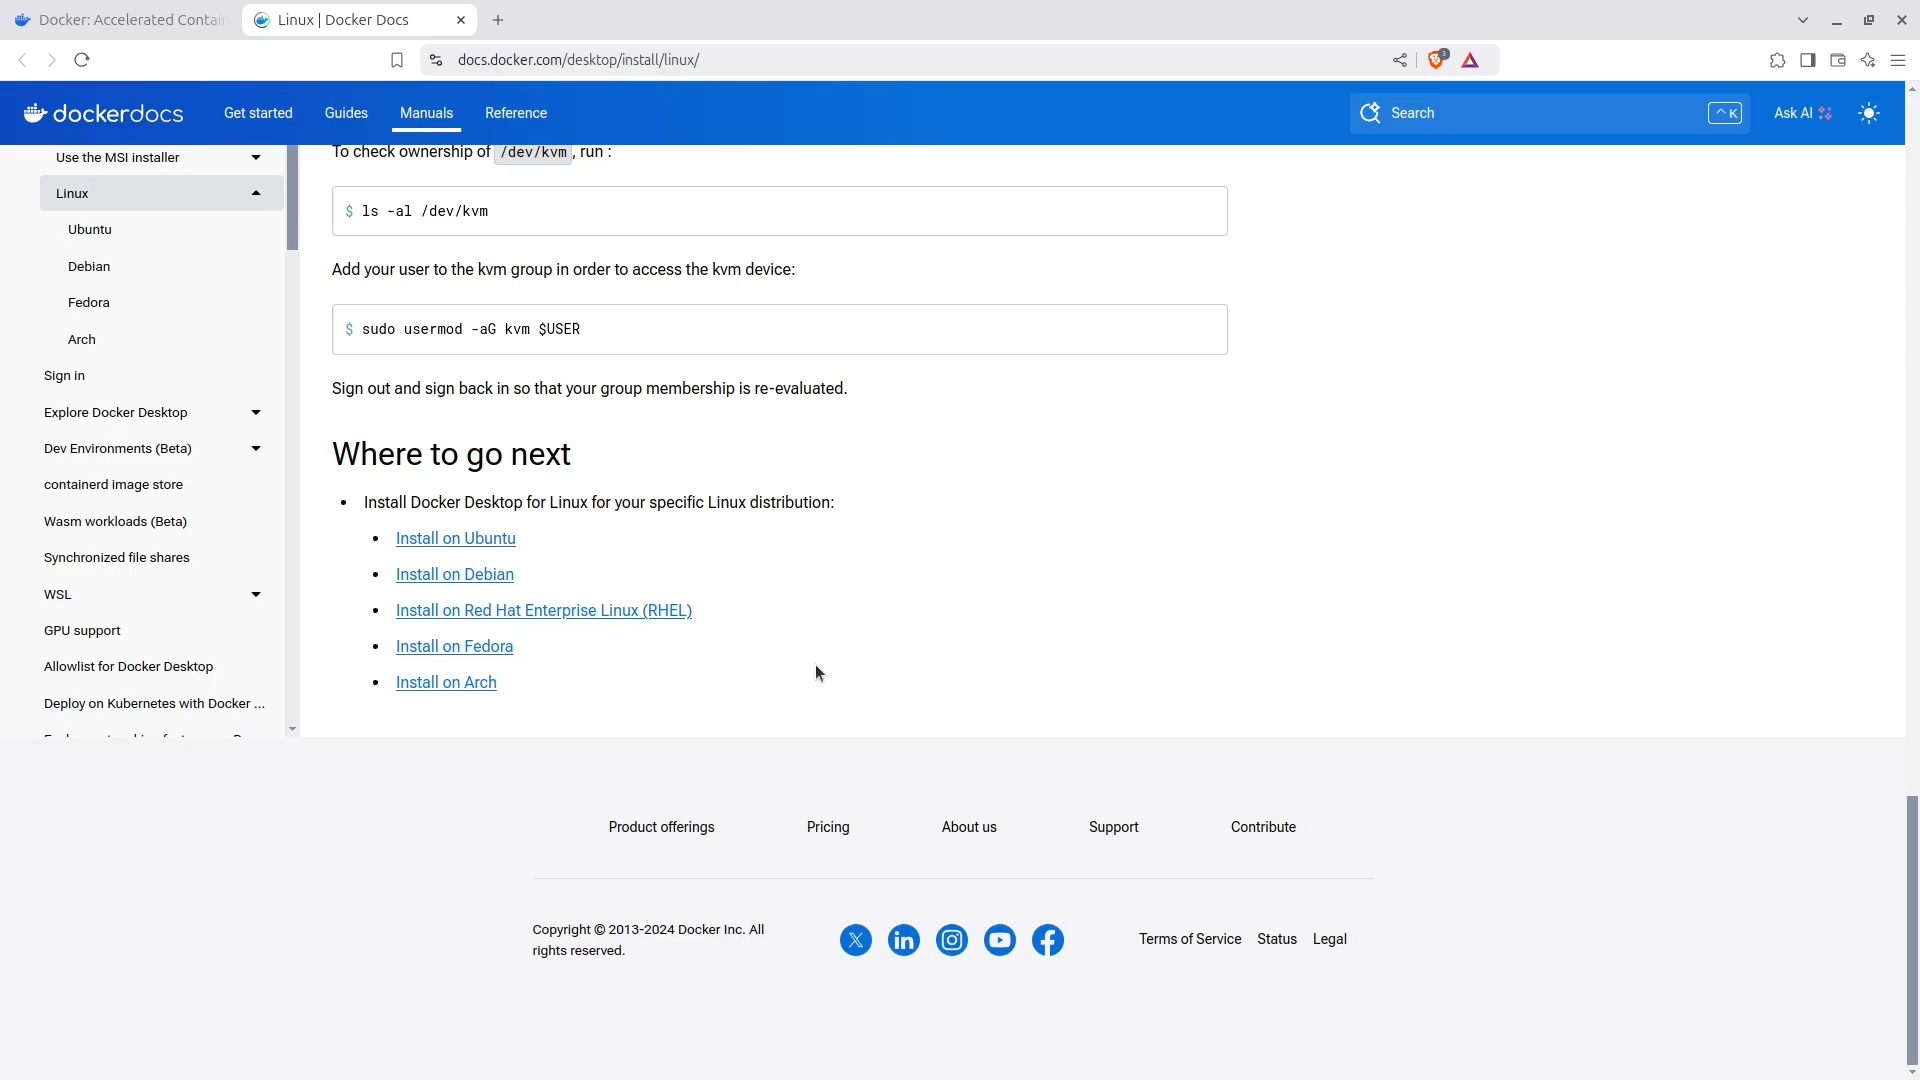 Docker: Accelerated Contain
Linux | Docker Docs
docs.docker.com/desktop/install/linux/
3
dockerdocs
Get started
Guides
Manuals
Reference
Search
^ K
Ask AI
Use the MSI installer
Linux
Ubuntu
Debian
Fedora
Arch
Sign in
Explore Docker Desktop
Dev Environments (Beta)
containerd image store
Wasm workloads (Beta)
Synchronized file shares
WSL
GPU support
Allowlist for Docker Desktop
Deploy on Kubernetes with Docker ...
To check ownership of /dev/kvm, run :
$ ls -al /dev/kvm
Add your user to the kvm group in order to access the kvm device:
$ sudo usermod -aG kvm $USER
Sign out and sign back in so that your group membership is re-evaluated.
Where to go next
• Install Docker Desktop for Linux for your specific Linux distribution:
• Install on Ubuntu
• Install on Debian
• Install on Red Hat Enterprise Linux (RHEL)
• Install on Fedora
• Install on Arch
Product offerings
Pricing
About us
Support
Contribute
Copyright © 2013-2024 Docker Inc. All
rights reserved.
Terms of Service
Status
Legal